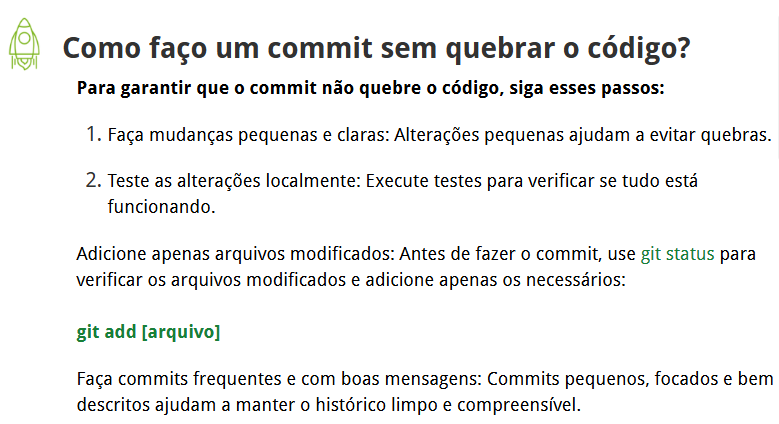 Como faço um commit sem quebrar o código?
Para garantir que o commit não quebre o código, siga esses passos:
1. Faça mudanças pequenas e claras: Alterações pequenas ajudam a evitar quebras.
2. Teste as alterações localmente: Execute testes para verificar se tudo está
funcionando.
Adicione apenas arquivos modificados: Antes de fazer o commit, use git status para
verificar os arquivos modificados e adicione apenas os necessários:
git add [arquivo]
Faça commits frequentes e com boas mensagens: Commits pequenos, focados e bem
descritos ajudam a manter o histórico limpo e compreensível.